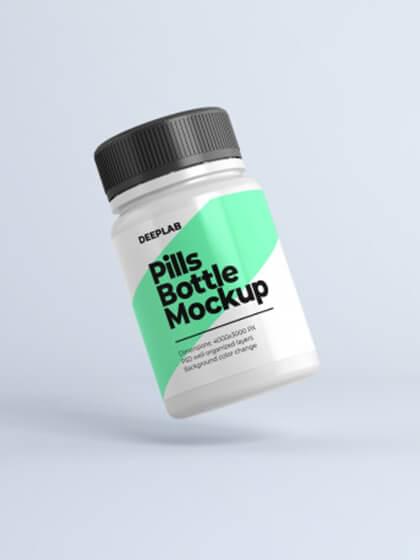 DEEPLAB
Pills
Bottle
Mockup
Dimensions: 4000x3000 PX
PSD well-organized layers
Background color change